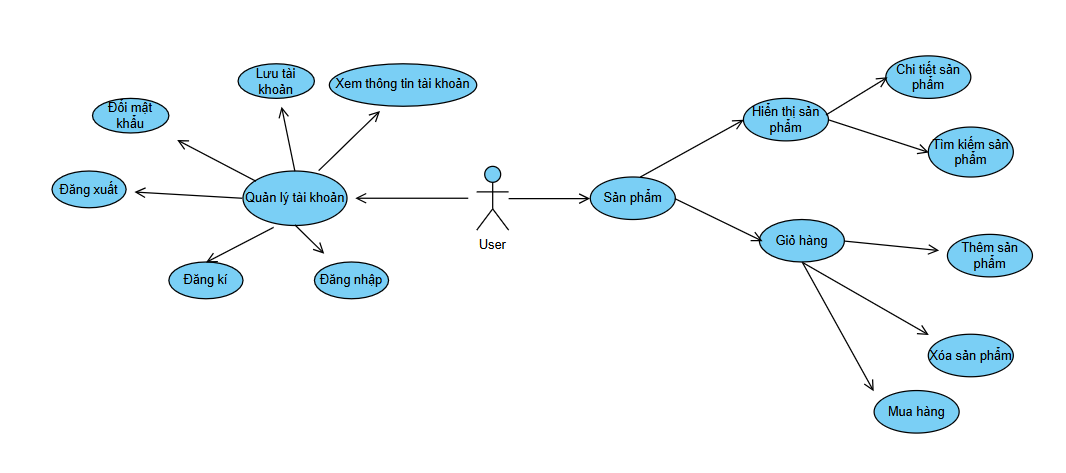 Lưu tài
khoản
Xem thông tin tài khoản
Đổi mật
khẩu
Đăng xuất
Quản lý tài khoản
Đăng kí
Đăng nhập
User
Sản phẩm
Hiển thị sản
phẩm
Chi tiết sản
phẩm
Tìm kiếm sản
phẩm
Giỏ hàng
Thêm sản
phẩm
Xóa sản phẩm
Mua hàng